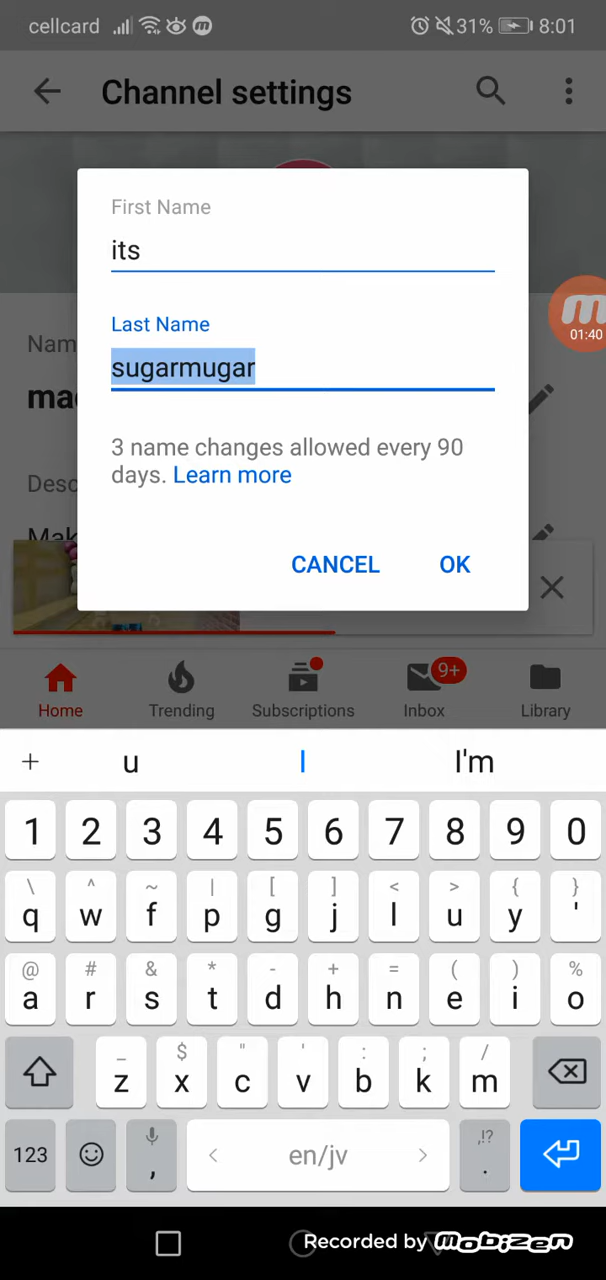 cellcard 31% 8:01
Channel settings
First Name
its
Last Name
01:40
Nam
sugarmugar
3 name changes allowed every 90
days. Learn more
Desc
CANCEL OK
Home Trending Subscriptions 9+ Inbox Library
+ u I I'm
1 2 3 4 5 6 7 8 9 0
\ ^ ~ | [ ] < > { }
q w f p g j l u y '
@ # & * - + = ( ) %
a r s t d h n e i o
_ $ " ' : ; /
z x c v b k m
123 , < en/jv > ,!? .
Recorded by mobizen